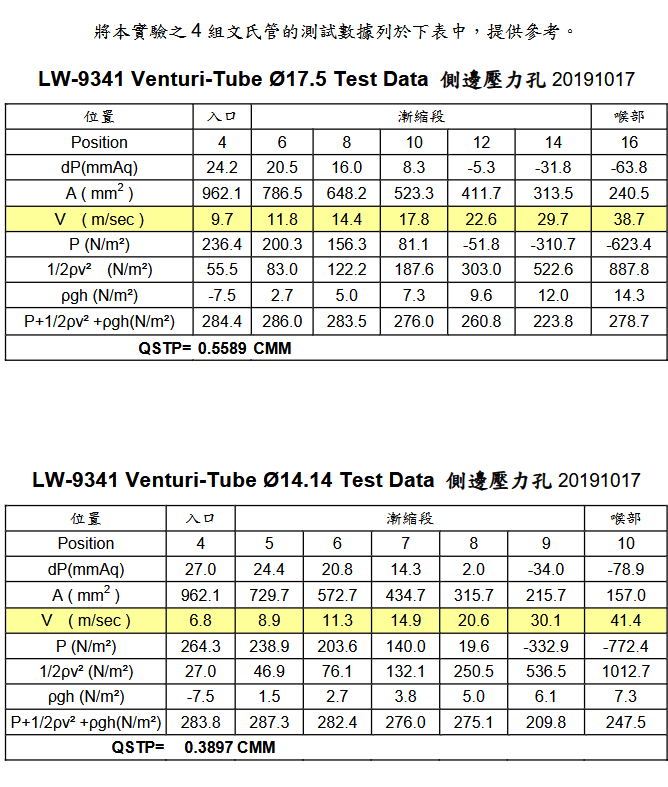 將本實驗之 4 組文氏管的測試數據列於下表中，提供參考。
LW-9341 Venturi-Tube Ø17.5 Test Data 側邊壓力孔 20191017
位置 入口 漸縮段 喉部
Position 4 6 8 10 12 14 16
dP(mmAq) 24.2 20.5 16.0 8.3 -5.3 -31.8 -63.8
A ( mm² ) 962.1 786.5 648.2 523.3 411.7 313.5 240.5
V ( m/sec ) 9.7 11.8 14.4 17.8 22.6 29.7 38.7
P (N/m²) 236.4 200.3 156.3 81.1 -51.8 -310.7 -623.4
1/2ρv² (N/m²) 55.5 83.0 122.2 187.6 303.0 522.6 887.8
ρgh (N/m²) -7.5 2.7 5.0 7.3 9.6 12.0 14.3
P+1/2ρv² +ρgh(N/m²) 284.4 286.0 283.5 276.0 260.8 223.8 278.7
QSTP= 0.5589 CMM
LW-9341 Venturi-Tube Ø14.14 Test Data 側邊壓力孔 20191017
位置 入口 漸縮段 喉部
Position 4 5 6 7 8 9 10
dP(mmAq) 27.0 24.4 20.8 14.3 2.0 -34.0 -78.9
A ( mm² ) 962.1 729.7 572.7 434.7 315.7 215.7 157.0
V ( m/sec ) 6.8 8.9 11.3 14.9 20.6 30.1 41.4
P (N/m²) 264.3 238.9 203.6 140.0 19.6 -332.9 -772.4
1/2ρv² (N/m²) 27.0 46.9 76.1 132.1 250.5 536.5 1012.7
ρgh (N/m²) -7.5 1.5 2.7 3.8 5.0 6.1 7.3
P+1/2ρv² +ρgh(N/m²) 283.8 287.3 282.4 276.0 275.1 209.8 247.5
QSTP= 0.3897 CMM